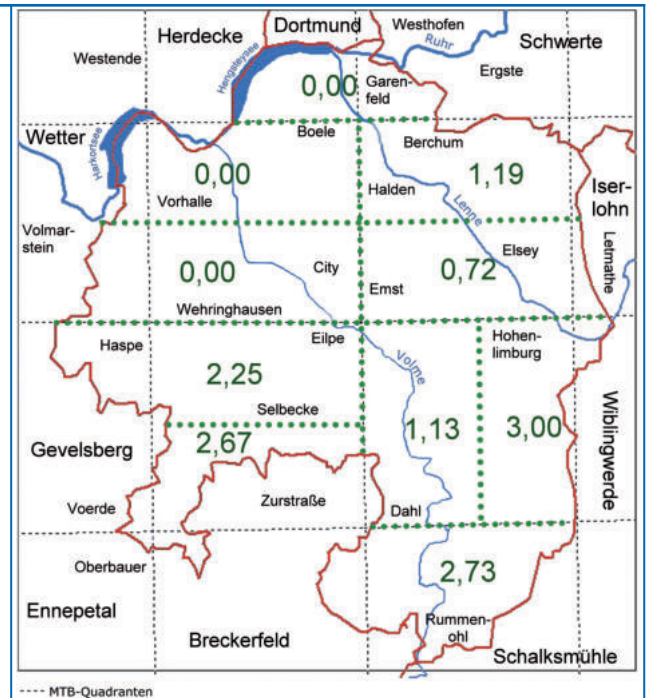 Dortmund
Westhofen
Herdecke
Ruhr
Schwerte
Westende
Hengsteysee
Ergste
Garen-
feld
0,00
Wetter
Boele
Berchum
Harkortsee
0,00
1,19
Iser-
lohn
Vorhalle
Halden
Lenne
Volmar-
stein
Elsey
Letmathe
0,00
City
0,72
Emst
Wehringhausen
Haspe
Eilpe
Hohen-
limburg
Volme
2,25
Selbecke
1,13
3,00
Wiblingwerde
Gevelsberg
2,67
Voerde
Zurstraße
Dahl
Oberbauer
2,73
Ennepetal
Rummen-
ohl
Breckerfeld
Schalksmühle
---- MTB-Quadranten